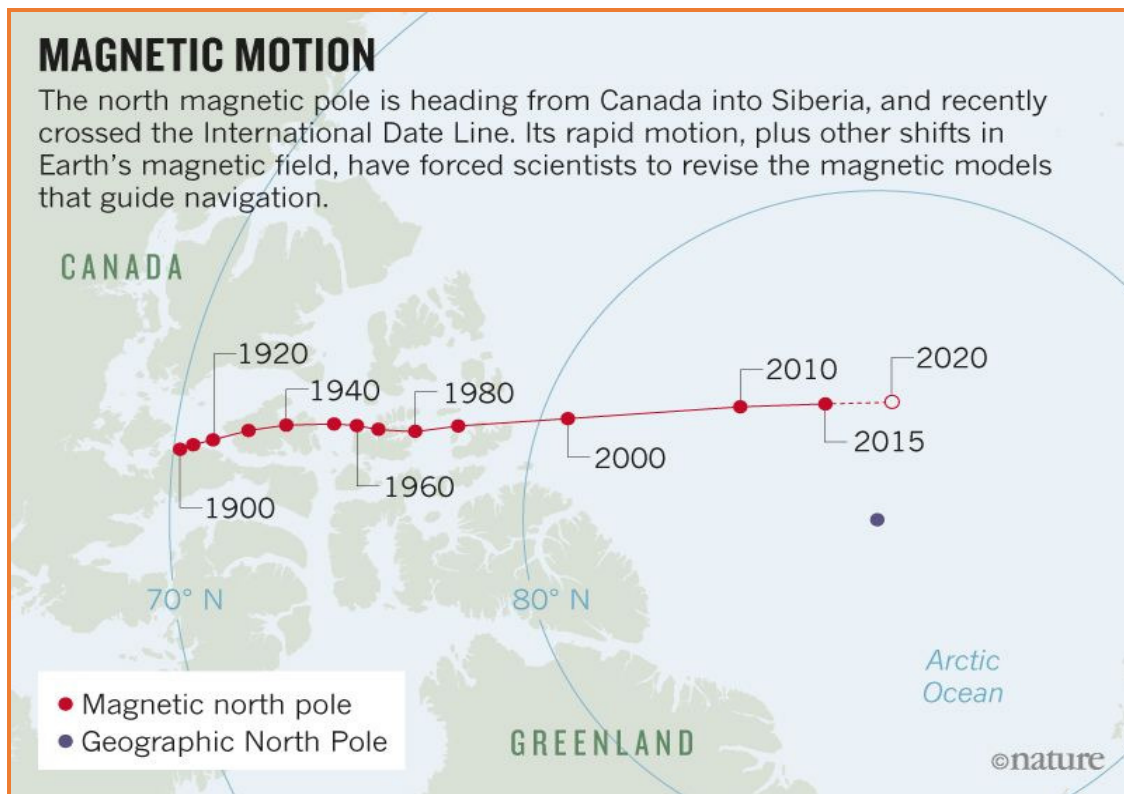 MAGNETIC MOTION
The north magnetic pole is heading from Canada into Siberia, and recently
crossed the International Date Line. Its rapid motion, plus other shifts in
Earth’s magnetic field, have forced scientists to revise the magnetic models
that guide navigation.
CANADA
1920
1940
1980
2010
2020
1900
1960
2000
2015
70° N
80° N
Arctic
Ocean
Magnetic north pole
Geographic North Pole
GREENLAND
©nature